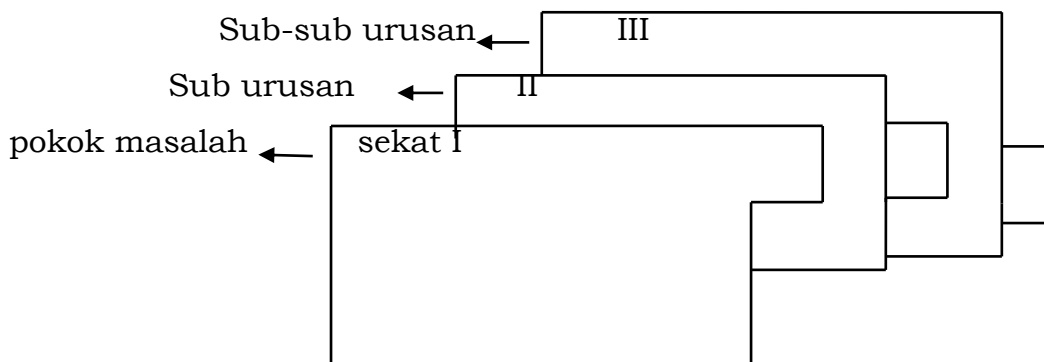 Sub-sub urusan III
Sub urusan II
pokok masalah sekat I